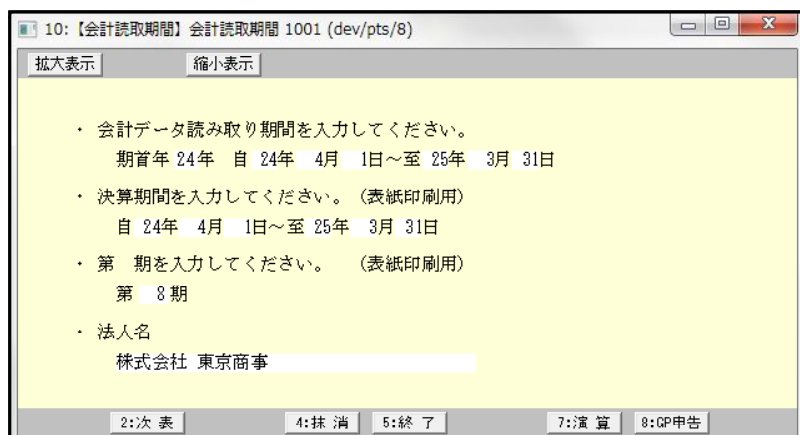 10:【会計読取期間】会計読取期間 1001 (dev/pts/8)
拡大表示 縮小表示
・ 会計データ読み取り期間を入力してください。
期首年 24年 自 24年 4月 1日～至 25年 3月 31日
・ 決算期間を入力してください。（表紙印刷用）
自 24年 4月 1日～至 25年 3月 31日
・ 第 期を入力してください。 （表紙印刷用）
第 8期
・ 法人名
株式会社 東京商事
2:次 表 4:抹 消 5:終 了 7:演 算 8:GP申告